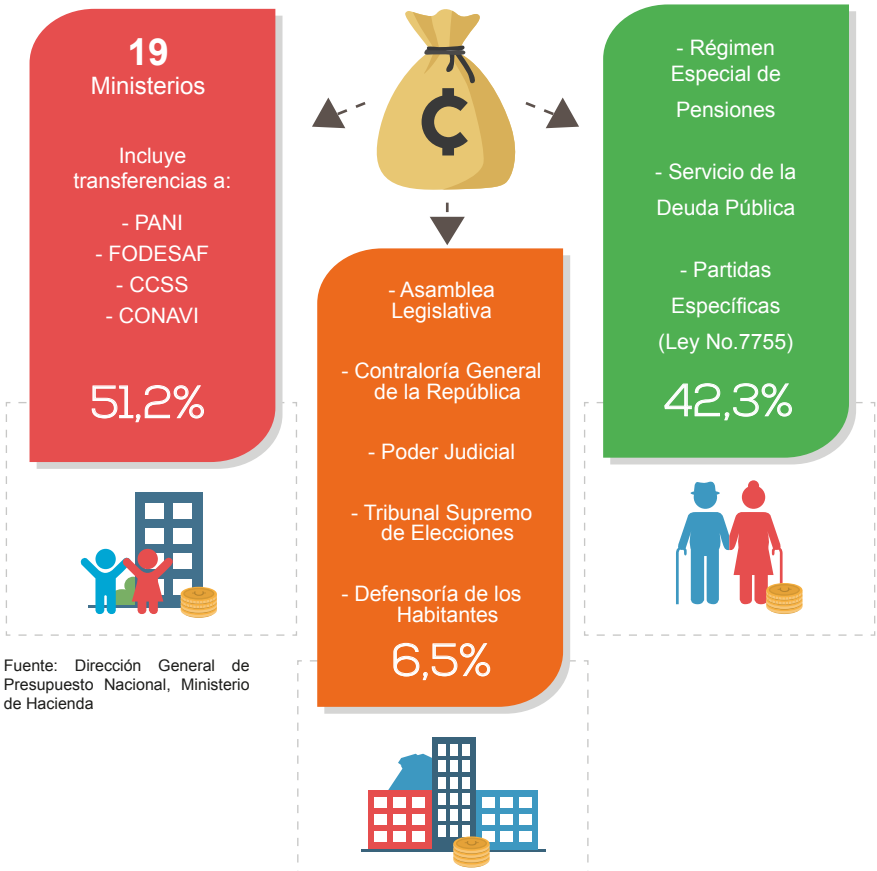 19
Ministerios
Incluye
transferencias a:
- PANI
- FODESAF
- CCSS
- CONAVI
51,2%
₡
- Asamblea
Legislativa
- Contraloría General
de la República
- Poder Judicial
- Tribunal Supremo
de Elecciones
- Defensoría de los
Habitantes
6,5%
- Régimen
Especial de
Pensiones
- Servicio de la
Deuda Pública
- Partidas
Específicas
(Ley No.7755)
42,3%
Fuente: Dirección General de
Presupuesto Nacional, Ministerio
de Hacienda